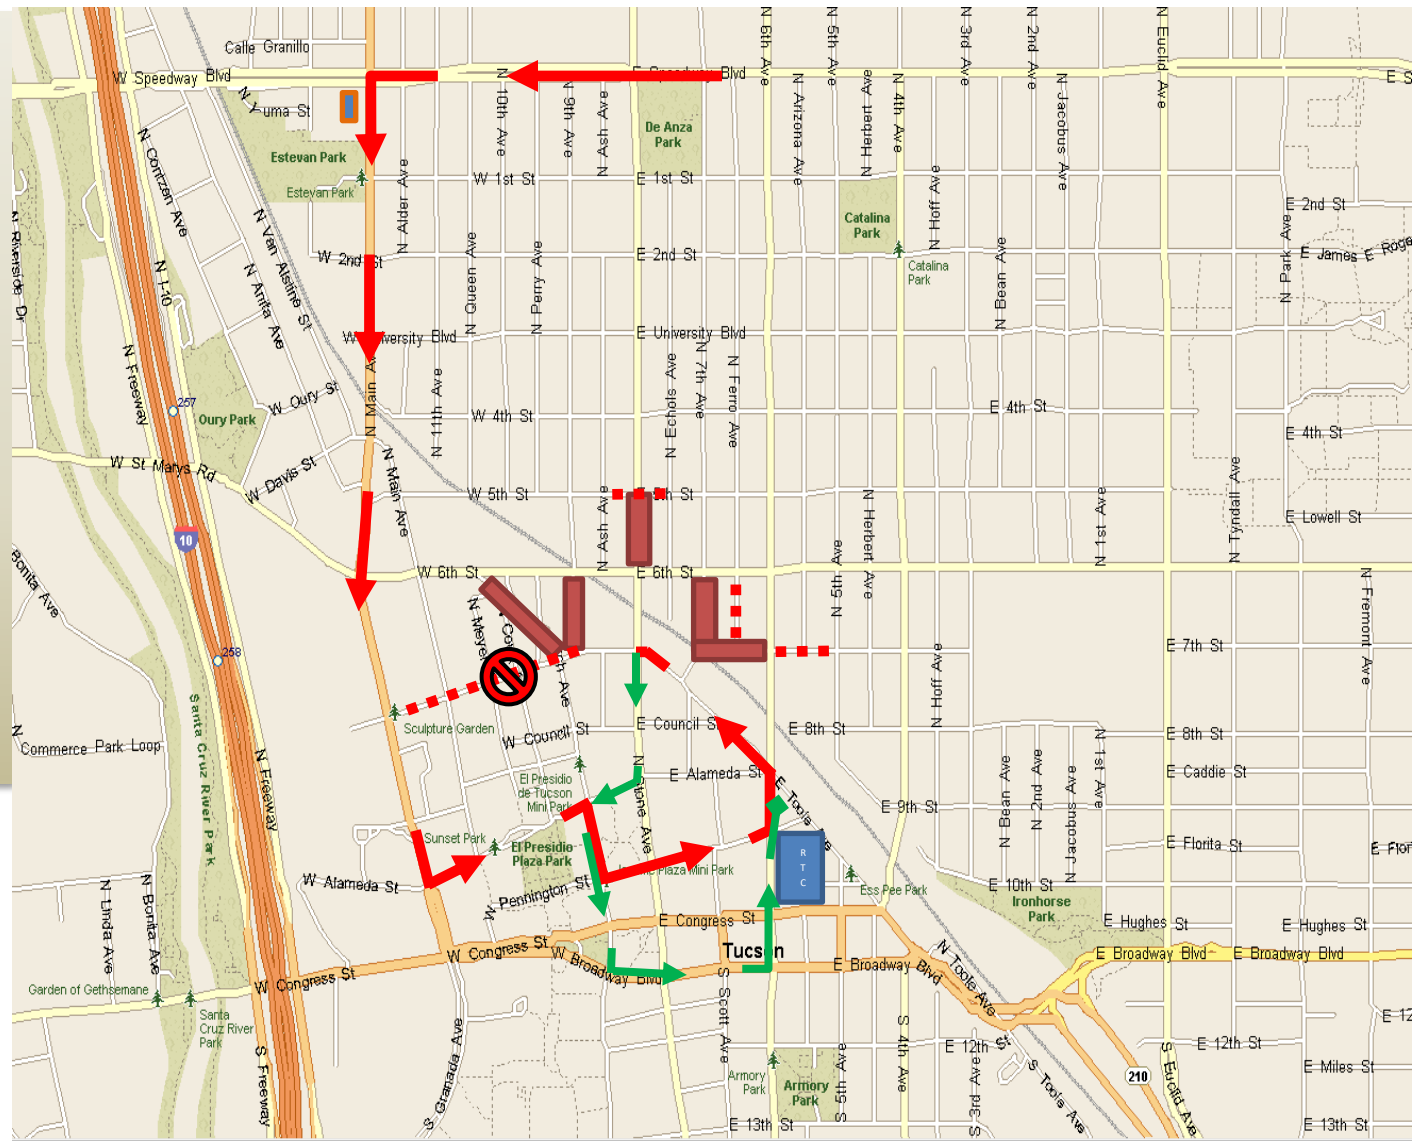 Calle Granillo
W Speedway Blvd
Blvd
E S
N 6th Ave
N 5th Ave
N 3rd Ave
N 2nd Ave
N Euclid Ave
N 10th Ave
N 9th Ave
N Ash Ave
N Arizona Ave
N Herbert Ave
N 4th Ave
N Jacobus Ave
uma St
De Anza
Park
N Contzen Ave
Estevan Park
Estevan Park
N Alder Ave
W 1st St
E 1st St
N Hoff Ave
Catalina
Park
Catalina
Park
E 2nd St
N Riverside Dr
N Van Alstine St
N Anita Ave
N I-10
W 2nd St
E 2nd St
N Queen Ave
N Perry Ave
N Bean Ave
N Park Ave
E James E Roge
E University Blvd
N Freeway
N Main Ave
N 11th Ave
N Echols Ave
N 7th Ave
N Ferro Ave
257
Oury Park
W Oury St
W 4th St
E 4th St
E 4th St
W St Marys Rd
W Davis St
N Main Ave
W 5th St
5th St
N Ash Ave
N Herbert Ave
N 1st Ave
N Tyndall Ave
E Lowell St
10
Bonita Ave
W 6th St
E 6th St
N 5th Ave
N Fremont Ave
N Meye
258
E 7th St
N Hoff Ave
Sculpture Garden
W Council St
E Council S
E 8th St
E 8th St
N
Commerce Park Loop
Santa Cruz River Park
N Freeway
El Presidio
de Tucson
Mini Park
E Alameda St
N Stone Ave
E Toole Ave
E 9th St
N Bean Ave
N 2nd Ave
N Jacobus Ave
N 1st Ave
E Caddie St
Sunset Park
El Presidio
Plaza Park
Plaza Mini Park
R
T
C
E Florita St
E Flor
W Alameda St
W Pennington St
Ess Pee Park
E 10th St
Ironhorse
Park
N Linda Ave
N Bonita Ave
E Congress St
E Hughes St
E Hughes St
W Congress St
W Congress St
W Broadway Blvd
Tucson
E Broadway Blvd
E Broadway Blvd
E Broadway Blvd
N Toole Ave
Garden of Gethsemane
Santa
Cruz River
Park
S Scott Ave
S Freeway
S Granada Ave
S 4th Ave
E 12th St
E 12th St
E 12
Armory
Park
Armory
Park
S 5th Ave
S 3rd Ave
S Toole Ave
210
S Euclid Ave
E Miles St
E 13th St
E 13th St